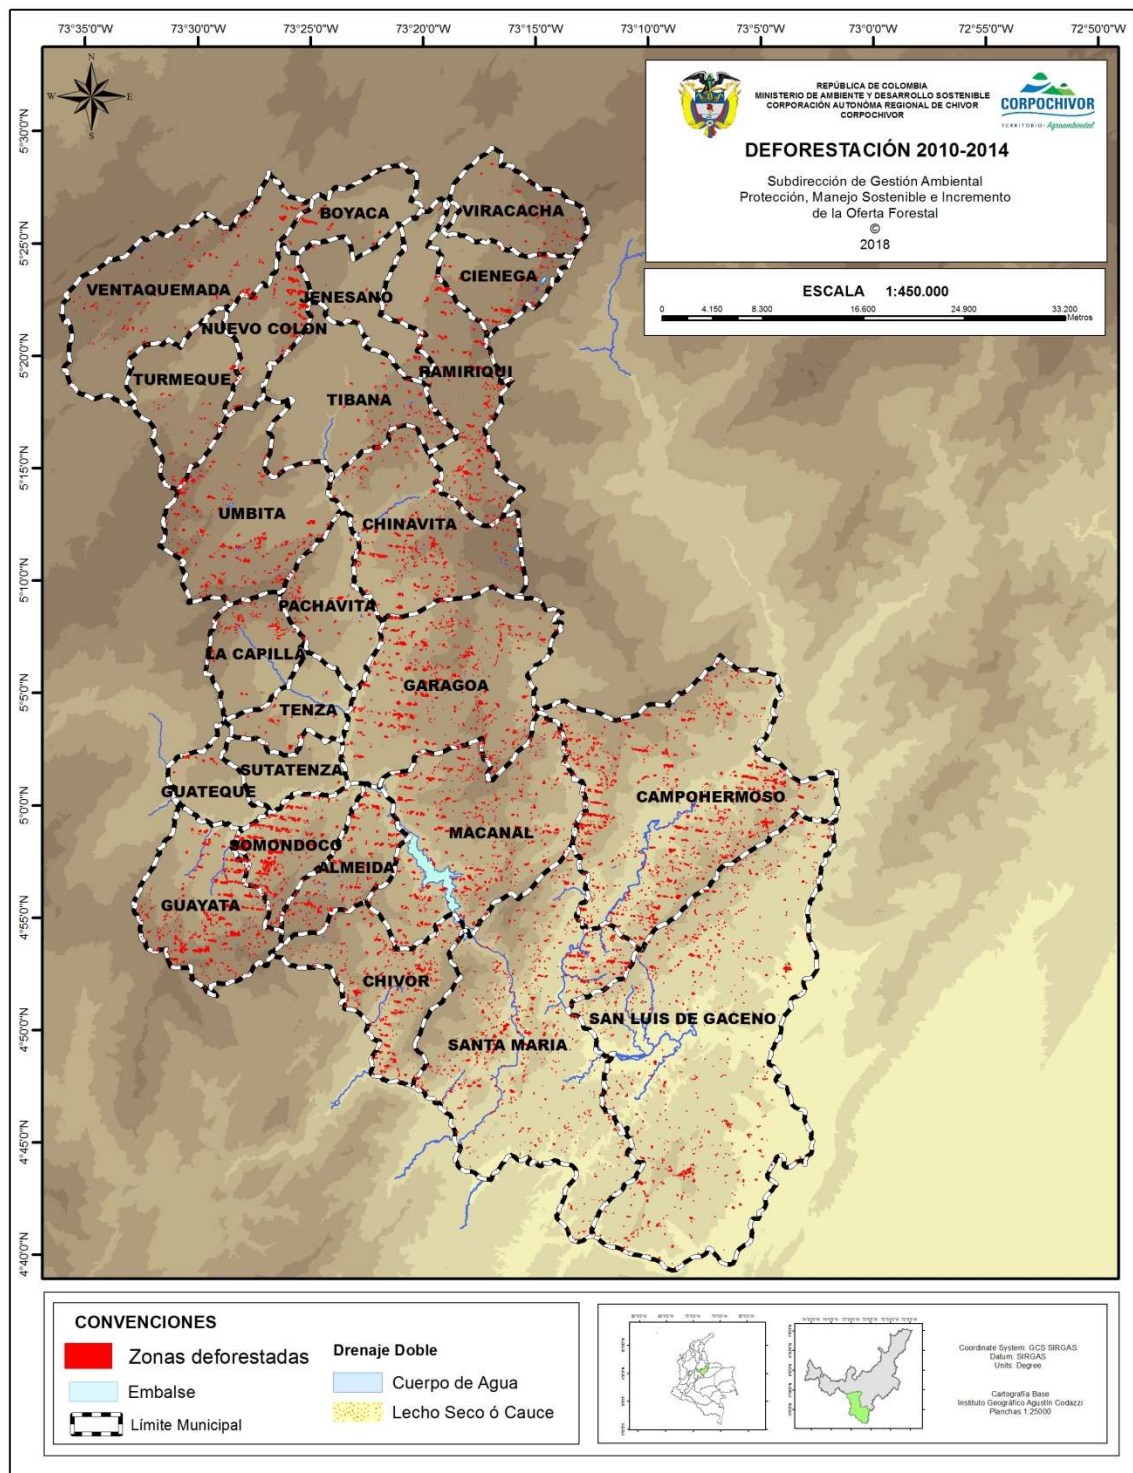 73°35'0"W 73°30'0"W 73°25'0"W 73°20'0"W 73°15'0"W 73°10'0"W 73°5'0"W 73°0'0"W 72°55'0"W 72°50'0"W
N
W E
S
REPÚBLICA DE COLOMBIA
MINISTERIO DE AMBIENTE Y DESARROLLO SOSTENIBLE
CORPORACIÓN AUTONÓMA REGIONAL DE CHIVOR
CORPOCHIVOR
CORPOCHIVOR
TERRITORIO Agroambiental
DEFORESTACIÓN 2010-2014
Subdirección de Gestión Ambiental
Protección, Manejo Sostenible e Incremento
de la Oferta Forestal
©
2018
ESCALA 1:450.000
0 4.150 8.300 16.600 24.900 33.200
Metros
5°30'0"N
5°25'0"N
5°20'0"N
5°15'0"N
5°10'0"N
5°5'0"N
5°0'0"N
4°55'0"N
4°50'0"N
4°45'0"N
4°40'0"N
BOYACA
VIRACACHA
CIENEGA
VENTAQUEMADA
JENESANO
NUEVO COLON
RAMIRIQUI
TURMEQUE
TIBANA
UMBITA
CHINAVITA
PACHAVITA
LA CAPILLA
GARAGOA
TENZA
SUTATENZA
GUATEQUE
CAMPOHERMOSO
MACANAL
SOMONDOCO
ALMEIDA
GUAYATA
CHIVOR
SAN LUIS DE GACENO
SANTA MARIA
CONVENCIONES
Zonas deforestadas
Embalse
Límite Municipal
Drenaje Doble
Cuerpo de Agua
Lecho Seco ó Cauce
Coordinate System: GCS SIRGAS
Datum: SIRGAS
Units: Degree
Cartografía Base
Instituto Geográfico Agustín Codazzi
Planchas 1:25000